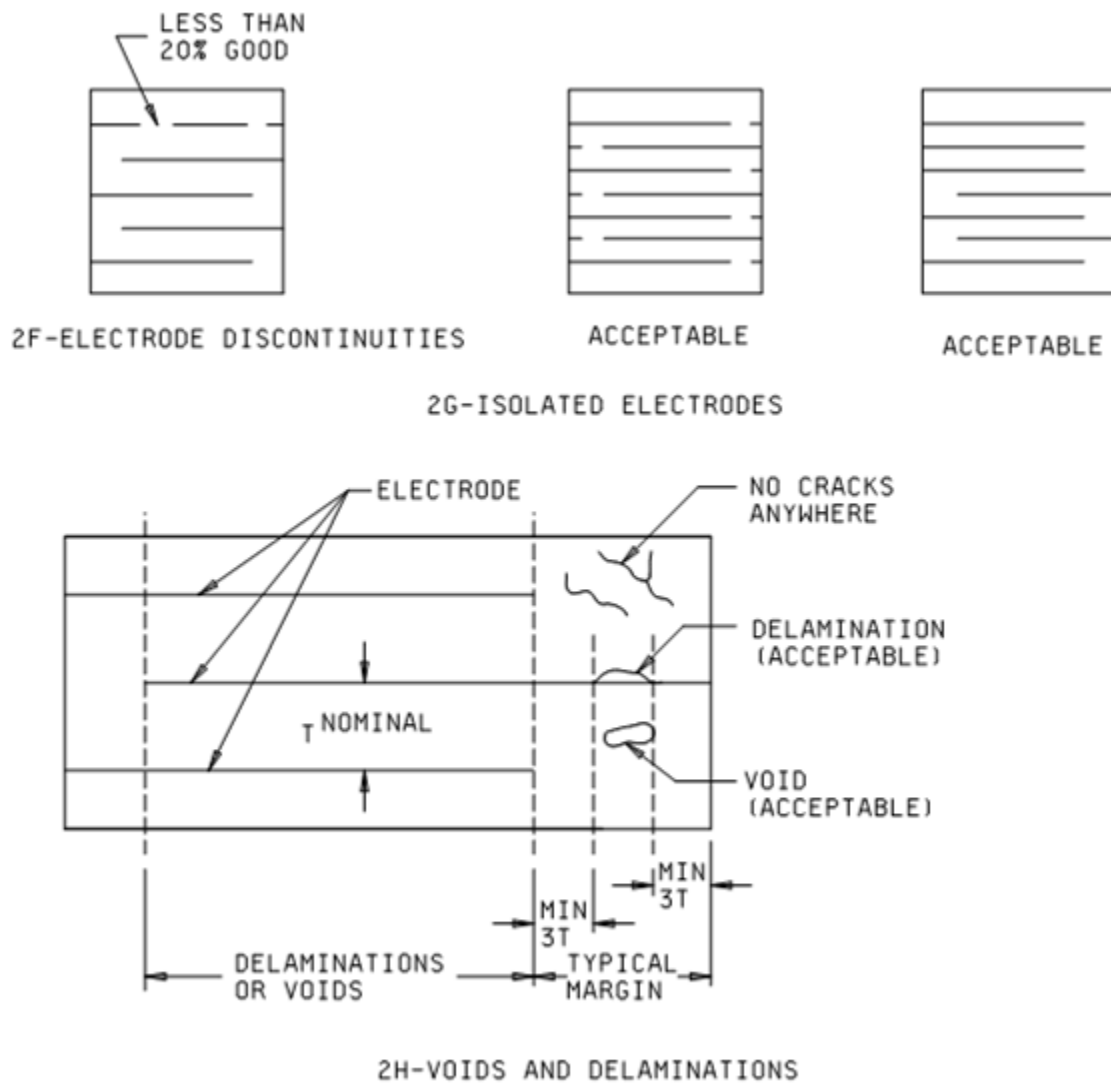 LESS THAN
20% GOOD
2F-ELECTRODE DISCONTINUITIES
ACCEPTABLE
ACCEPTABLE
2G-ISOLATED ELECTRODES
ELECTRODE
NO CRACKS
ANYWHERE
DELAMINATION
(ACCEPTABLE)
T NOMINAL
VOID
(ACCEPTABLE)
MIN
3T
MIN
3T
DELAMINATIONS
OR VOIDS
TYPICAL
MARGIN
2H-VOIDS AND DELAMINATIONS